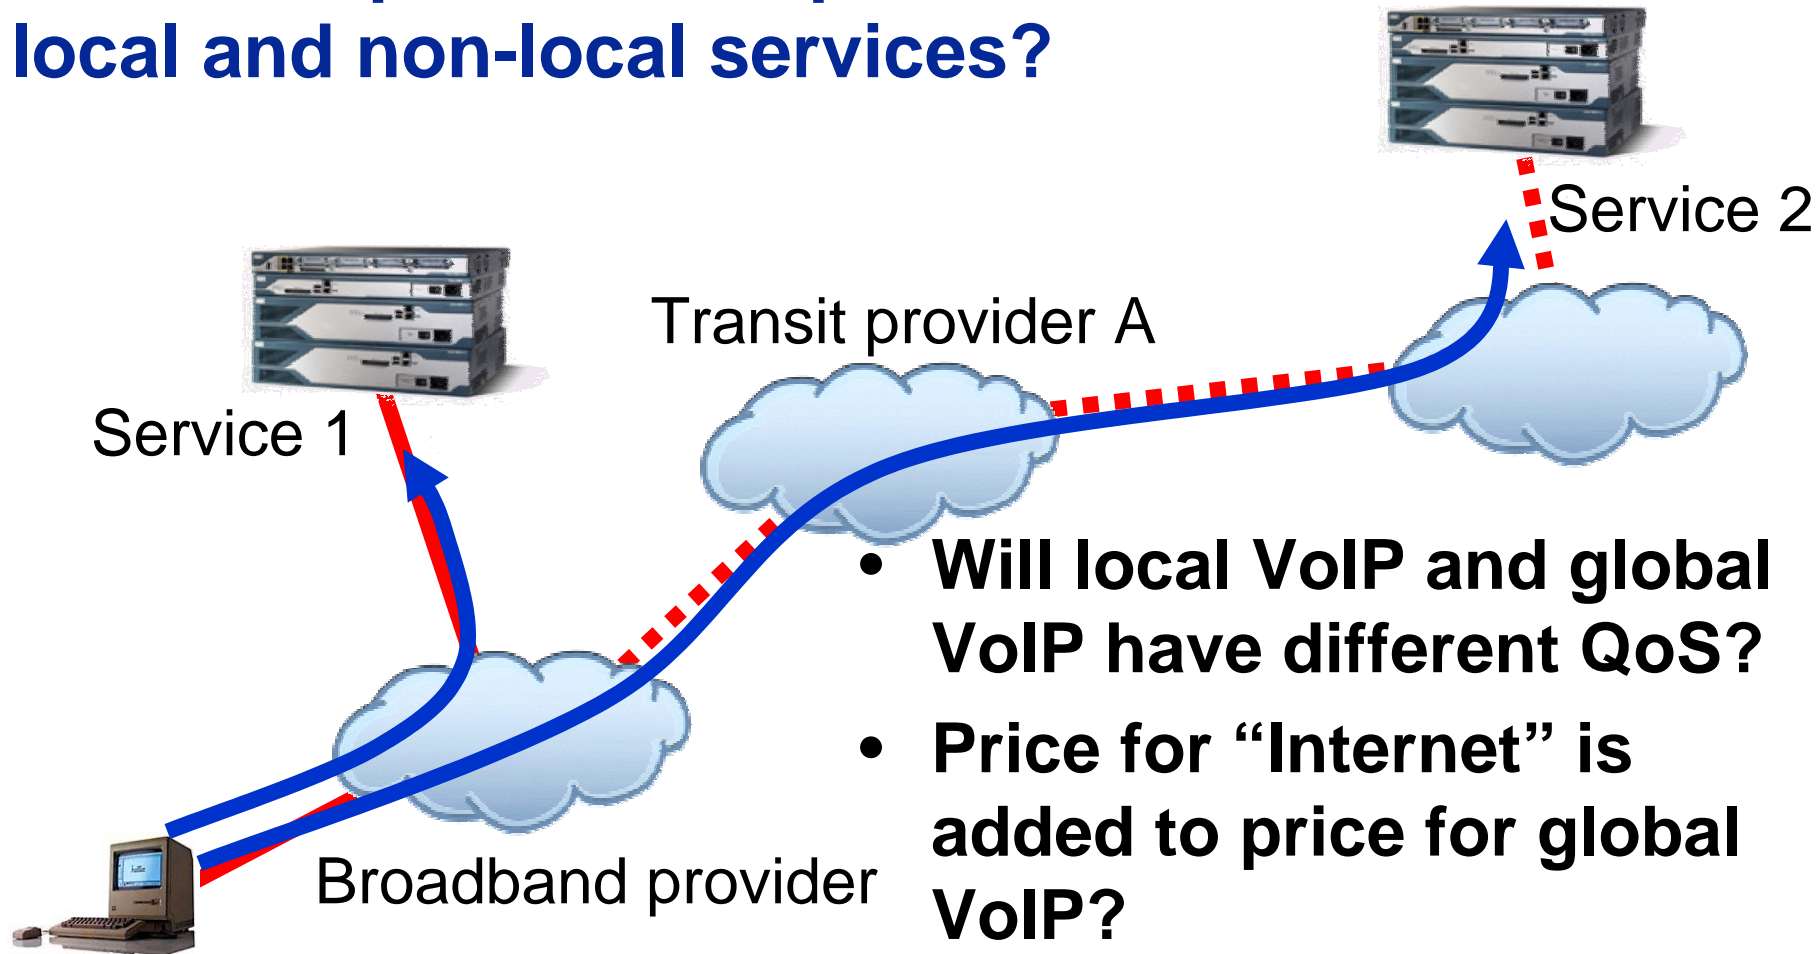 local and non-local services?
Service 2
Transit provider A
Service 1
• Will local VoIP and global
VoIP have different QoS?
• Price for “Internet” is
added to price for global
VoIP?
Broadband provider